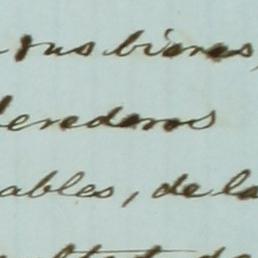 sus bienes,
herederos
ables, de la